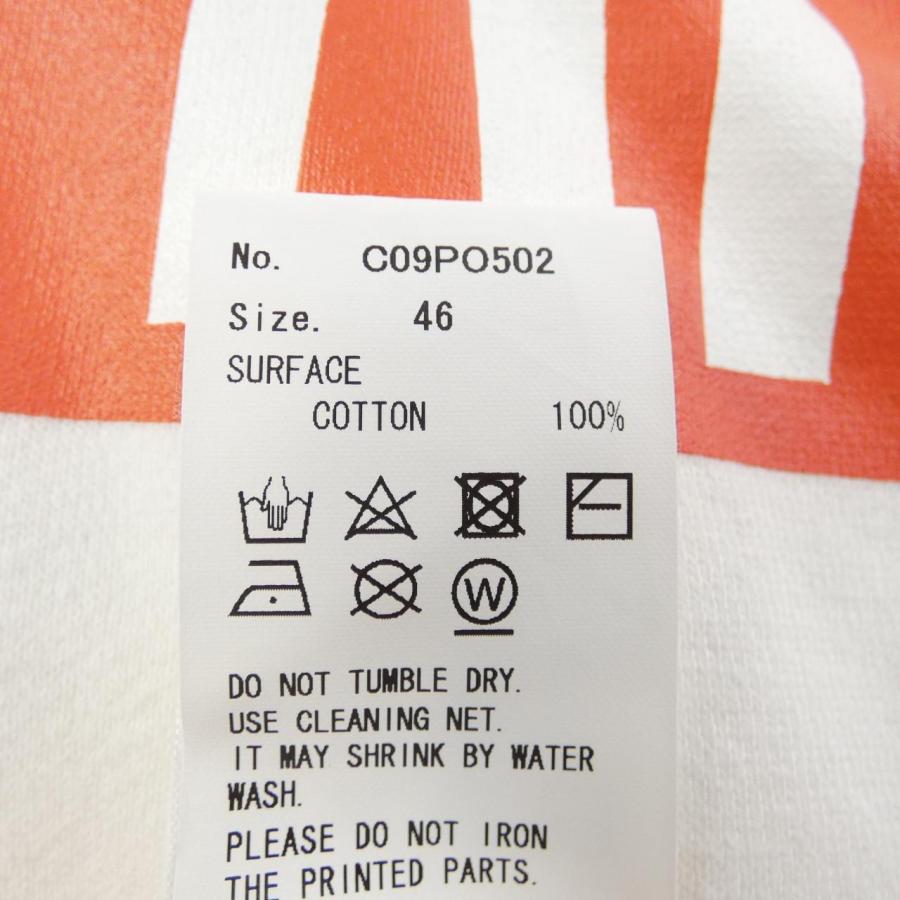 No. C09PO502
Size. 46
SURFACE
COTTON 100%
W
DO NOT TUMBLE DRY.
USE CLEANING NET.
IT MAY SHRINK BY WATER
WASH.
PLEASE DO NOT IRON
THE PRINTED PARTS.